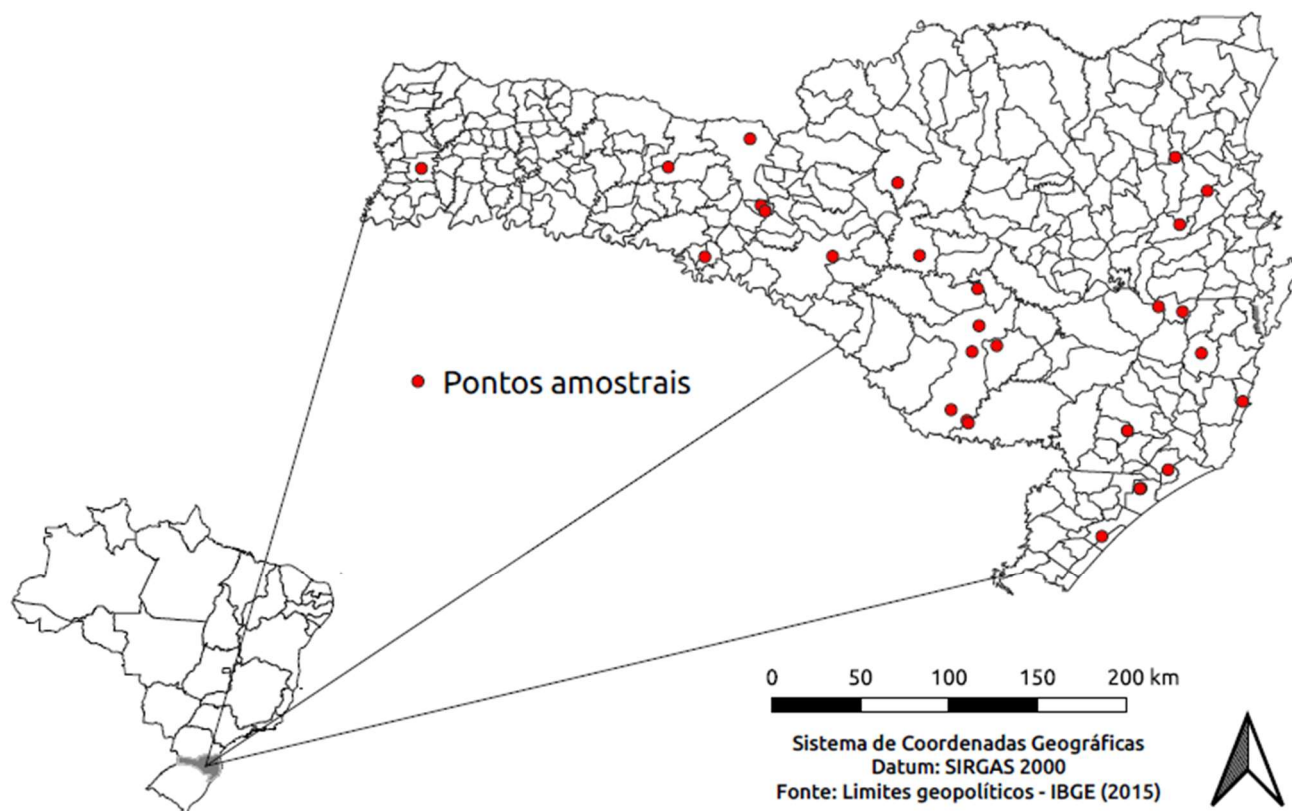 Pontos amostrais
0 50 100 150 200 km
Sistema de Coordenadas Geográficas
Datum: SIRGAS 2000
Fonte: Limites geopolíticos - IBGE (2015)